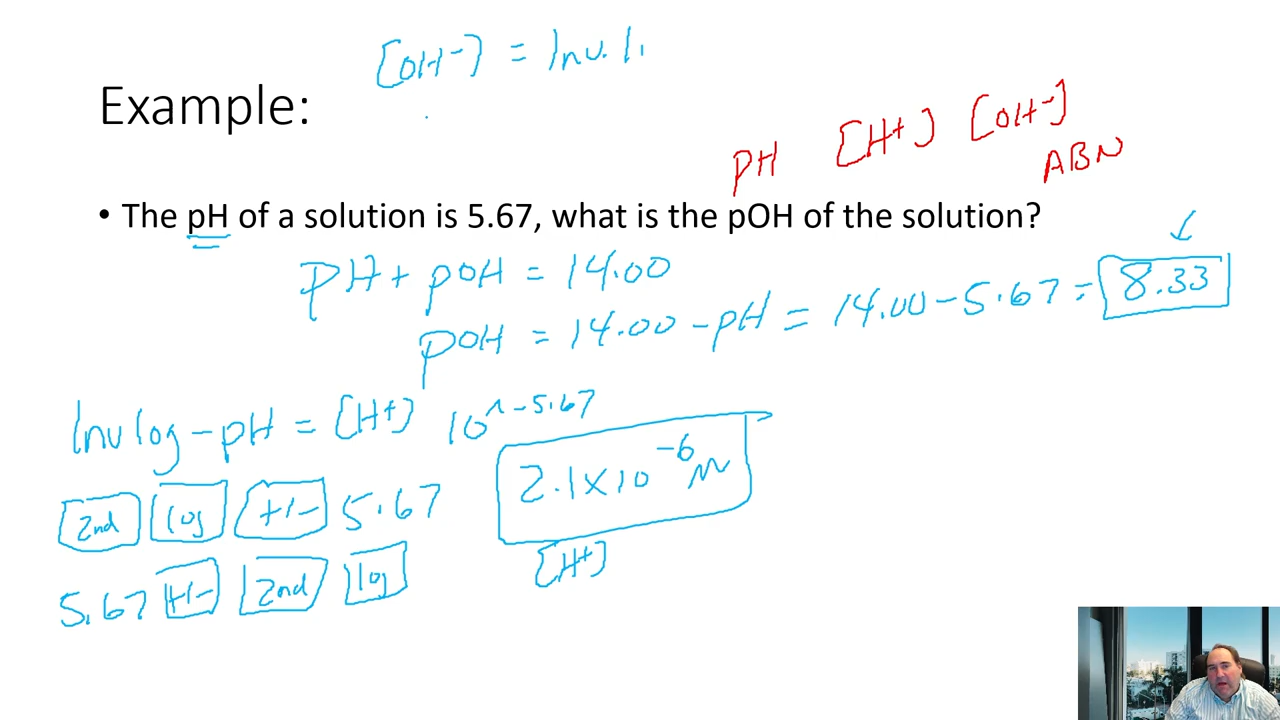 [OH-] = Inv. l
Example:
PH [H+] [OH-]
ABN
• The pH of a solution is 5.67, what is the pOH of the solution?
PH + pOH = 14.00
pOH = 14.00 - pH = 14.00 - 5.67 = 8.33
Inv log - pH = [H+] 10^-5.67
2.1x10^-6 M
2nd log +/- 5.67
[H+]
5.67 +/- 2nd log